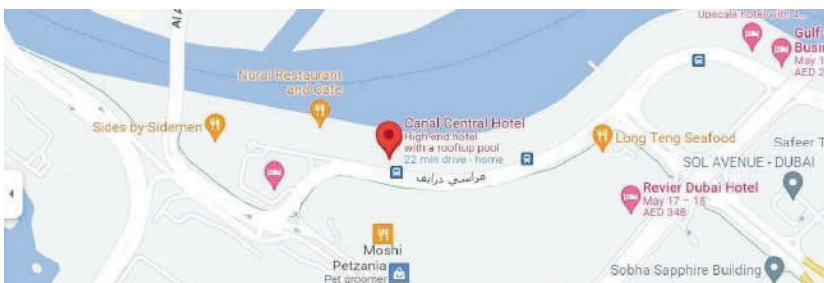 Upscale hotel with 4...
Gulf
Busin
May 1
AED 2
Nurai Restaurant
and Cafe
Canal Central Hotel
High-end hotel
with a rooftop pool
22 min drive - home
Sides by Sidemen
Long Teng Seafood
Safeer T
SOL AVENUE - DUBAI
مراسي درايف
Revier Dubai Hotel
May 17 – 18
AED 346
Moshi
Petzania
Pet groomer
Sobha Sapphire Building